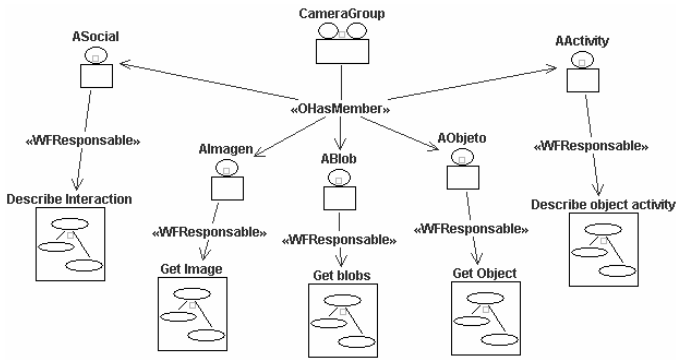 CameraGroup
ASocial
AActivity
«OHasMember»
«WFResponsable»
«WFResponsable»
AImagen
ABlob
AObjeto
Describe Interaction
Describe object activity
«WFResponsable»
«WFResponsable»
«WFResponsable»
Get Image
Get blobs
Get Object